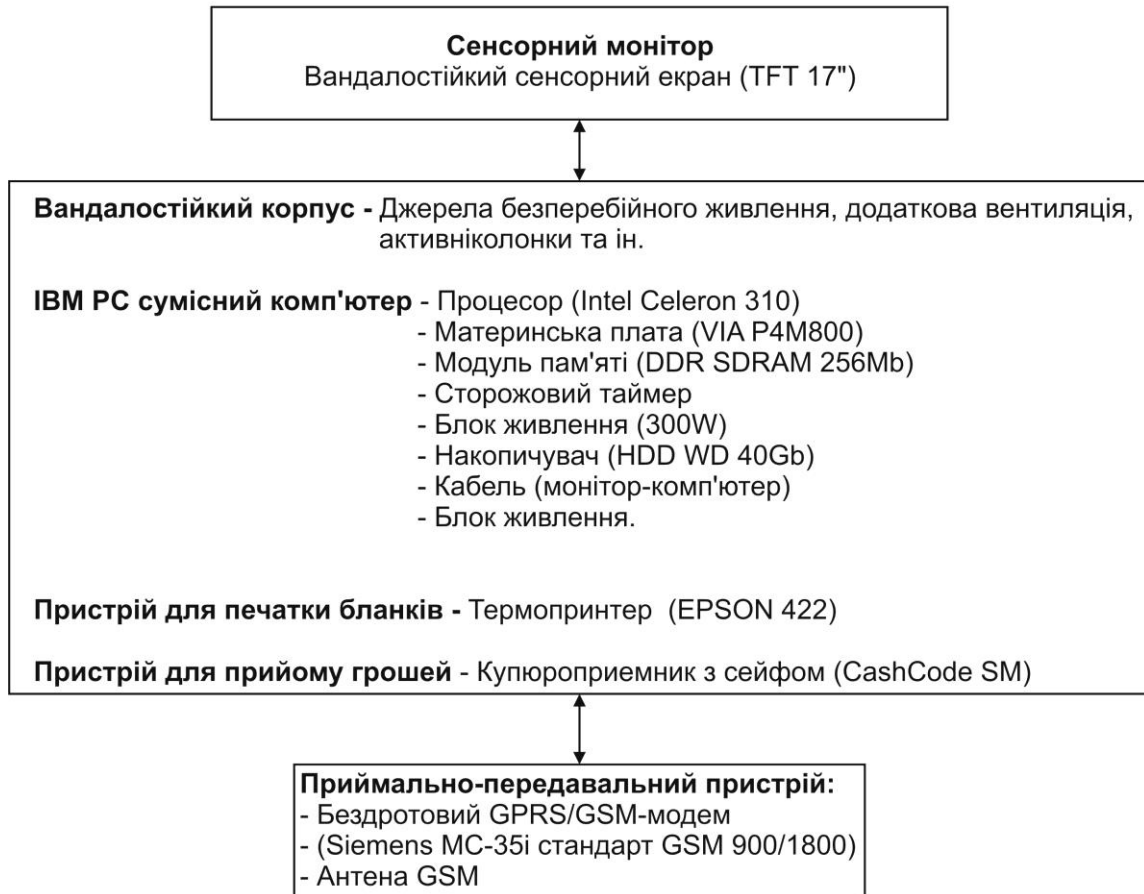 Сенсорний монітор
Вандалостійкий сенсорний екран (TFT 17")
Вандалостійкий корпус - Джерела безперебійного живлення, додаткова вентиляція,
активніколонки та ін.
IBM PC сумісний комп'ютер - Процесор (Intel Celeron 310)
- Материнська плата (VIA P4M800)
- Модуль пам'яті (DDR SDRAM 256Mb)
- Сторожовий таймер
- Блок живлення (300W)
- Накопичувач (HDD WD 40Gb)
- Кабель (монітор-комп'ютер)
- Блок живлення.
Пристрій для печатки бланків - Термопринтер (EPSON 422)
Пристрій для прийому грошей - Купюроприемник з сейфом (CashCode SM)
Приймально-передавальний пристрій:
- Бездротовий GPRS/GSM-модем
- (Siemens MC-35i стандарт GSM 900/1800)
- Антена GSM